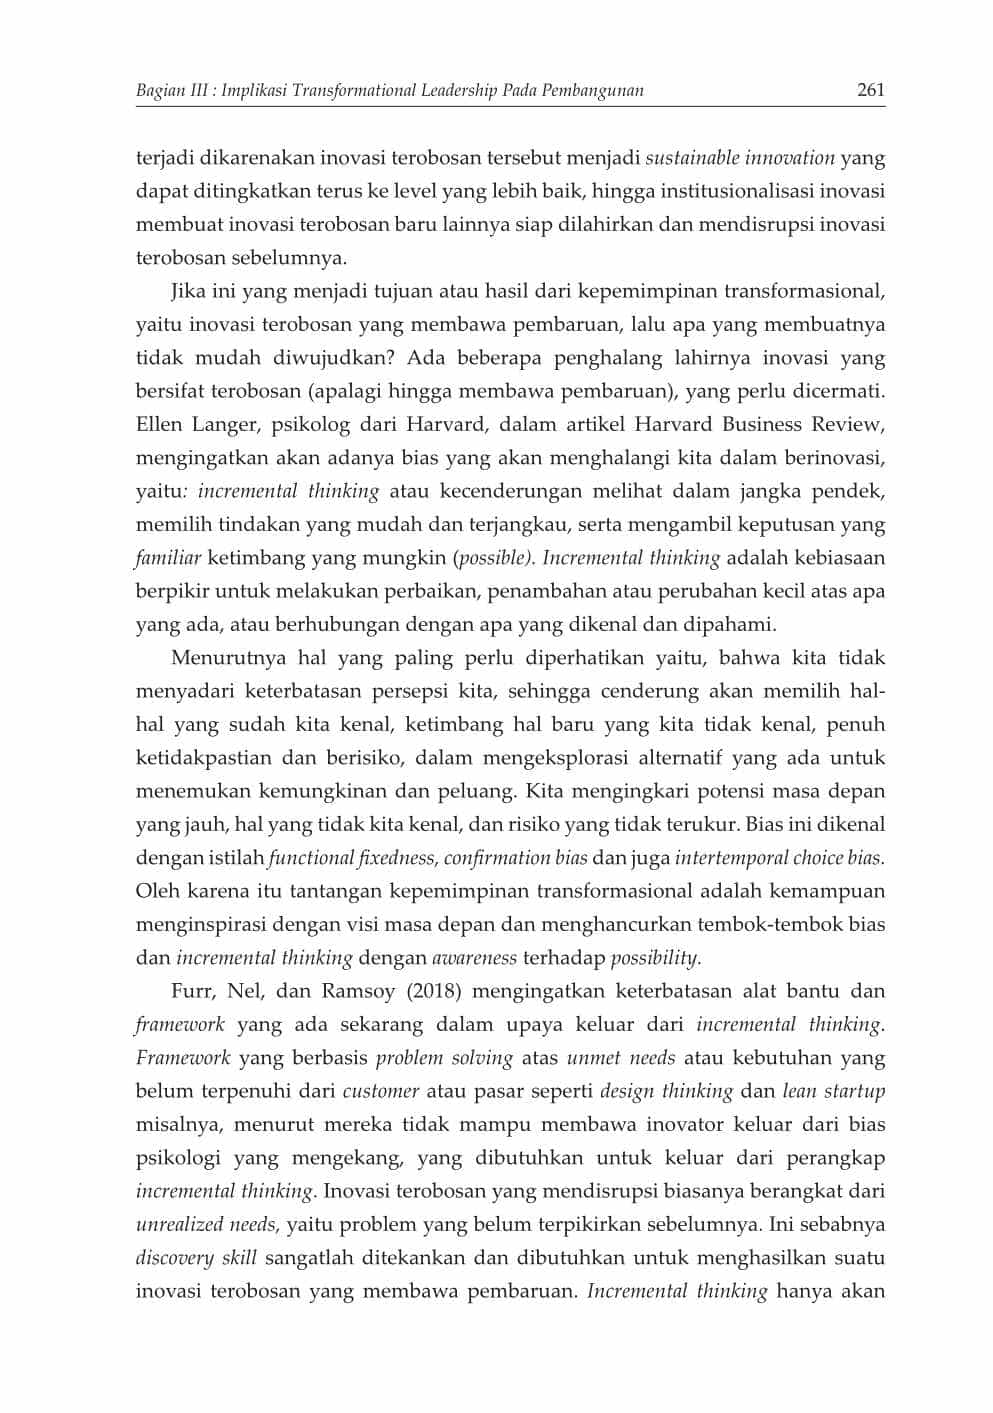 Bagian III : Implikasi Transformational Leadership Pada Pembangunan 261
terjadi dikarenakan inovasi terobosan tersebut menjadi sustainable innovation yang
dapat ditingkatkan terus ke level yang lebih baik, hingga institusionalisasi inovasi
membuat inovasi terobosan baru lainnya siap dilahirkan dan mendisrupsi inovasi
terobosan sebelumnya.
Jika ini yang menjadi tujuan atau hasil dari kepemimpinan transformasional,
yaitu inovasi terobosan yang membawa pembaruan, lalu apa yang membuatnya
tidak mudah diwujudkan? Ada beberapa penghalang lahirnya inovasi yang
bersifat terobosan (apalagi hingga membawa pembaruan), yang perlu dicermati.
Ellen Langer, psikolog dari Harvard, dalam artikel Harvard Business Review,
mengingatkan akan adanya bias yang akan menghalangi kita dalam berinovasi,
yaitu: incremental thinking atau kecenderungan melihat dalam jangka pendek,
memilih tindakan yang mudah dan terjangkau, serta mengambil keputusan yang
familiar ketimbang yang mungkin (possible). Incremental thinking adalah kebiasaan
berpikir untuk melakukan perbaikan, penambahan atau perubahan kecil atas apa
yang ada, atau berhubungan dengan apa yang dikenal dan dipahami.
Menurutnya hal yang paling perlu diperhatikan yaitu, bahwa kita tidak
menyadari keterbatasan persepsi kita, sehingga cenderung akan memilih hal-
hal yang sudah kita kenal, ketimbang hal baru yang kita tidak kenal, penuh
ketidakpastian dan berisiko, dalam mengeksplorasi alternatif yang ada untuk
menemukan kemungkinan dan peluang. Kita mengingkari potensi masa depan
yang jauh, hal yang tidak kita kenal, dan risiko yang tidak terukur. Bias ini dikenal
dengan istilah functional fixedness, confirmation bias dan juga intertemporal choice bias.
Oleh karena itu tantangan kepemimpinan transformasional adalah kemampuan
menginspirasi dengan visi masa depan dan menghancurkan tembok-tembok bias
dan incremental thinking dengan awareness terhadap possibility.
Furr, Nel, dan Ramsoy (2018) mengingatkan keterbatasan alat bantu dan
framework yang ada sekarang dalam upaya keluar dari incremental thinking.
Framework yang berbasis problem solving atas unmet needs atau kebutuhan yang
belum terpenuhi dari customer atau pasar seperti design thinking dan lean startup
misalnya, menurut mereka tidak mampu membawa inovator keluar dari bias
psikologi yang mengekang, yang dibutuhkan untuk keluar dari perangkap
incremental thinking. Inovasi terobosan yang mendisrupsi biasanya berangkat dari
unrealized needs, yaitu problem yang belum terpikirkan sebelumnya. Ini sebabnya
discovery skill sangatlah ditekankan dan dibutuhkan untuk menghasilkan suatu
inovasi terobosan yang membawa pembaruan. Incremental thinking hanya akan